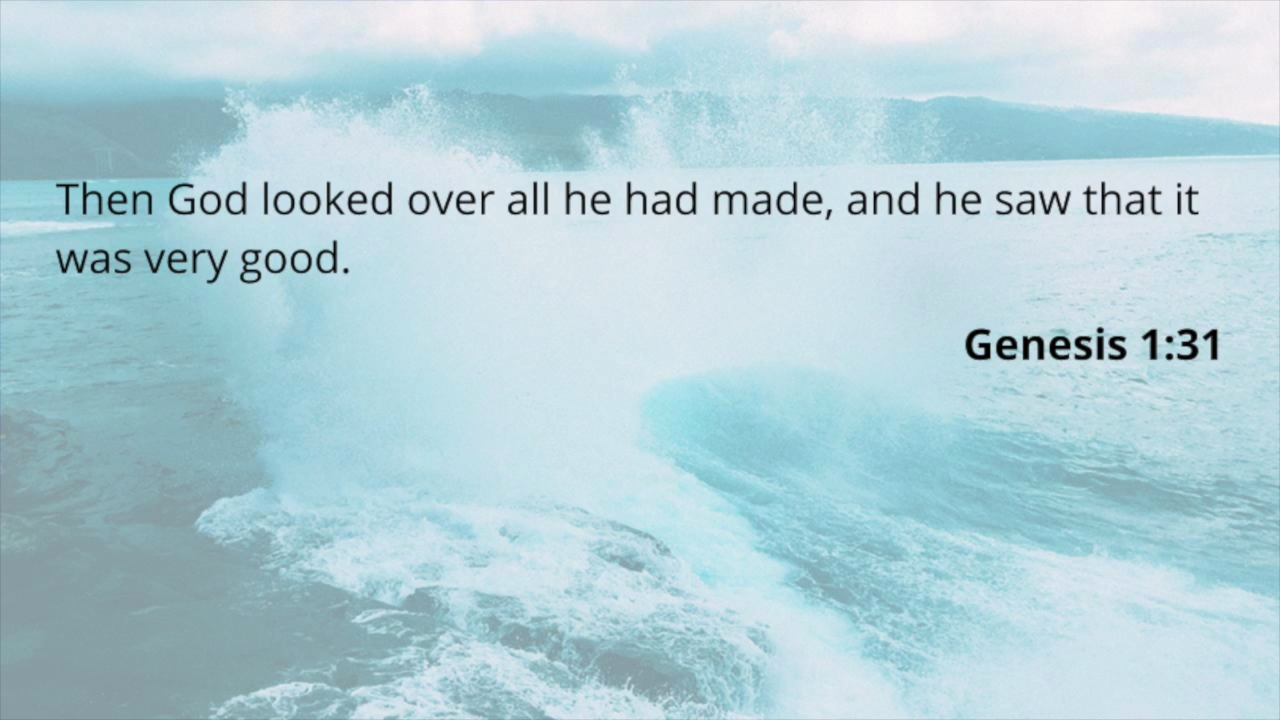 Then God looked over all he had made, and he saw that it
was very good.
Genesis 1:31